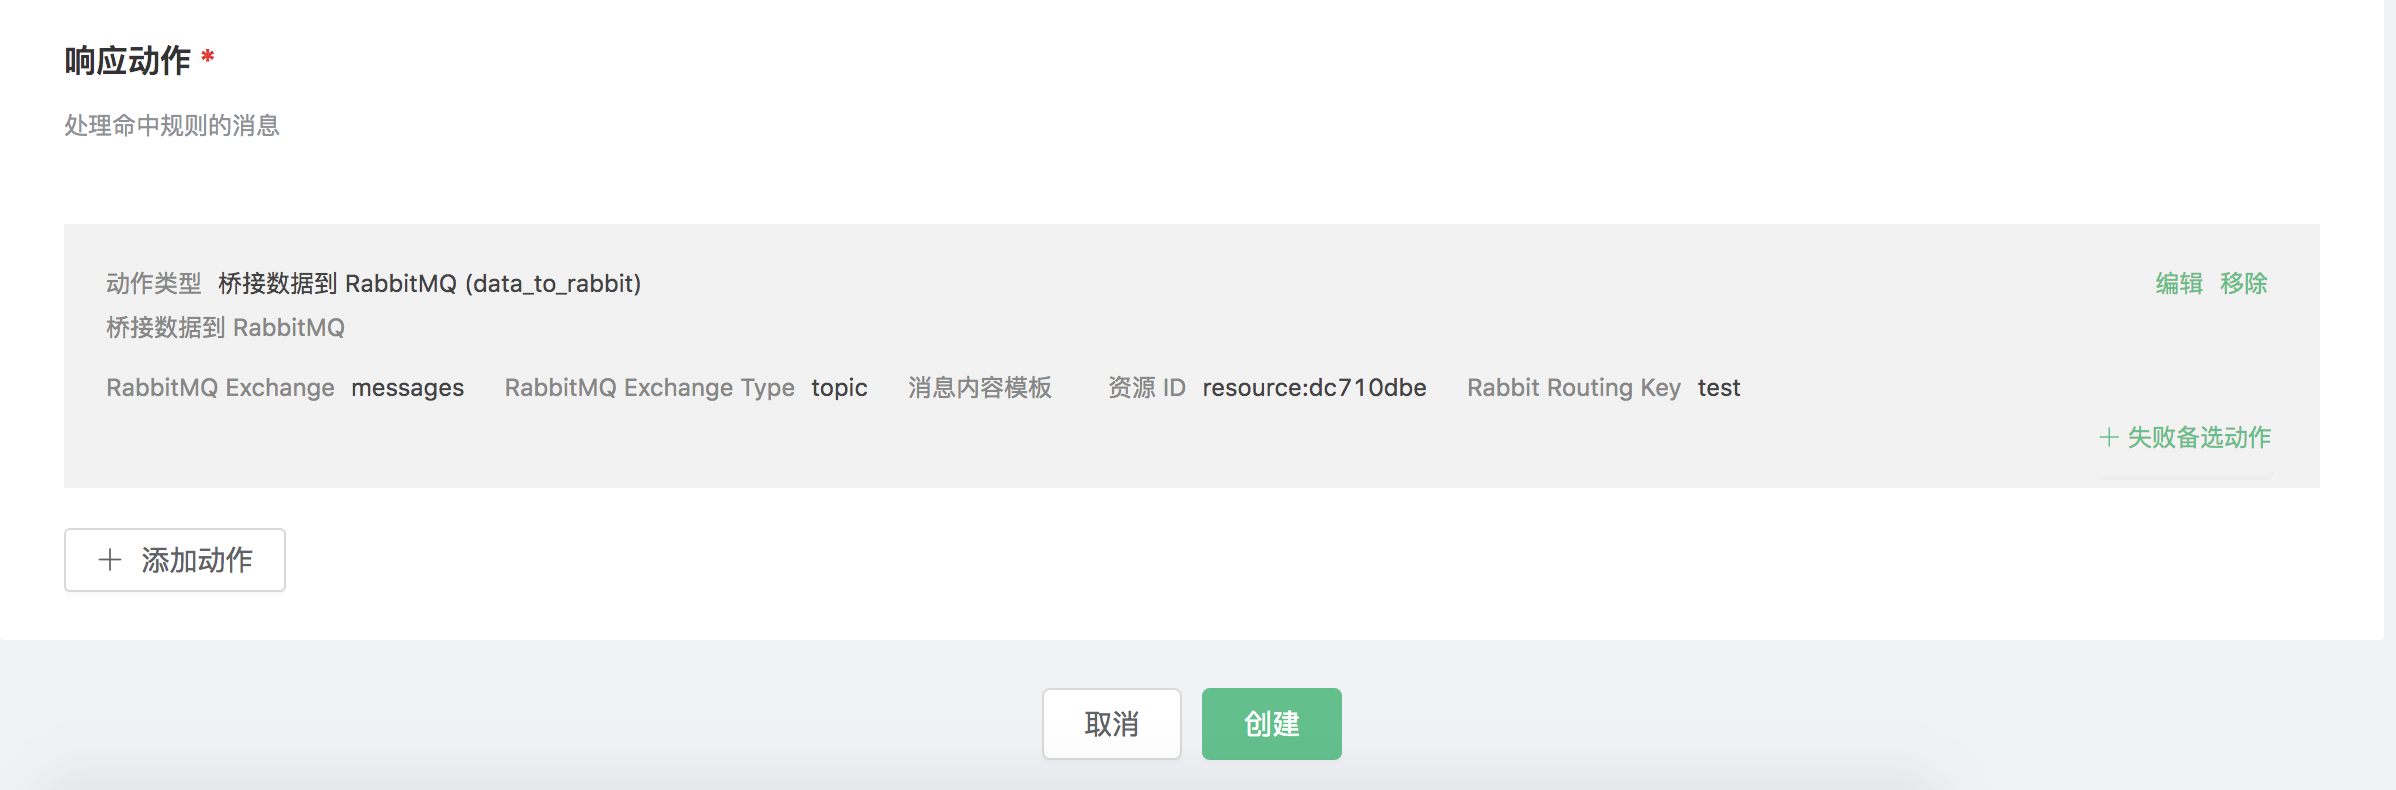 响应动作 *
处理命中规则的消息
动作类型 桥接数据到 RabbitMQ (data_to_rabbit) 编辑 移除
桥接数据到 RabbitMQ
RabbitMQ Exchange messages RabbitMQ Exchange Type topic 消息内容模板 资源 ID resource:dc710dbe Rabbit Routing Key test
+ 失败备选动作
+ 添加动作
取消 创建